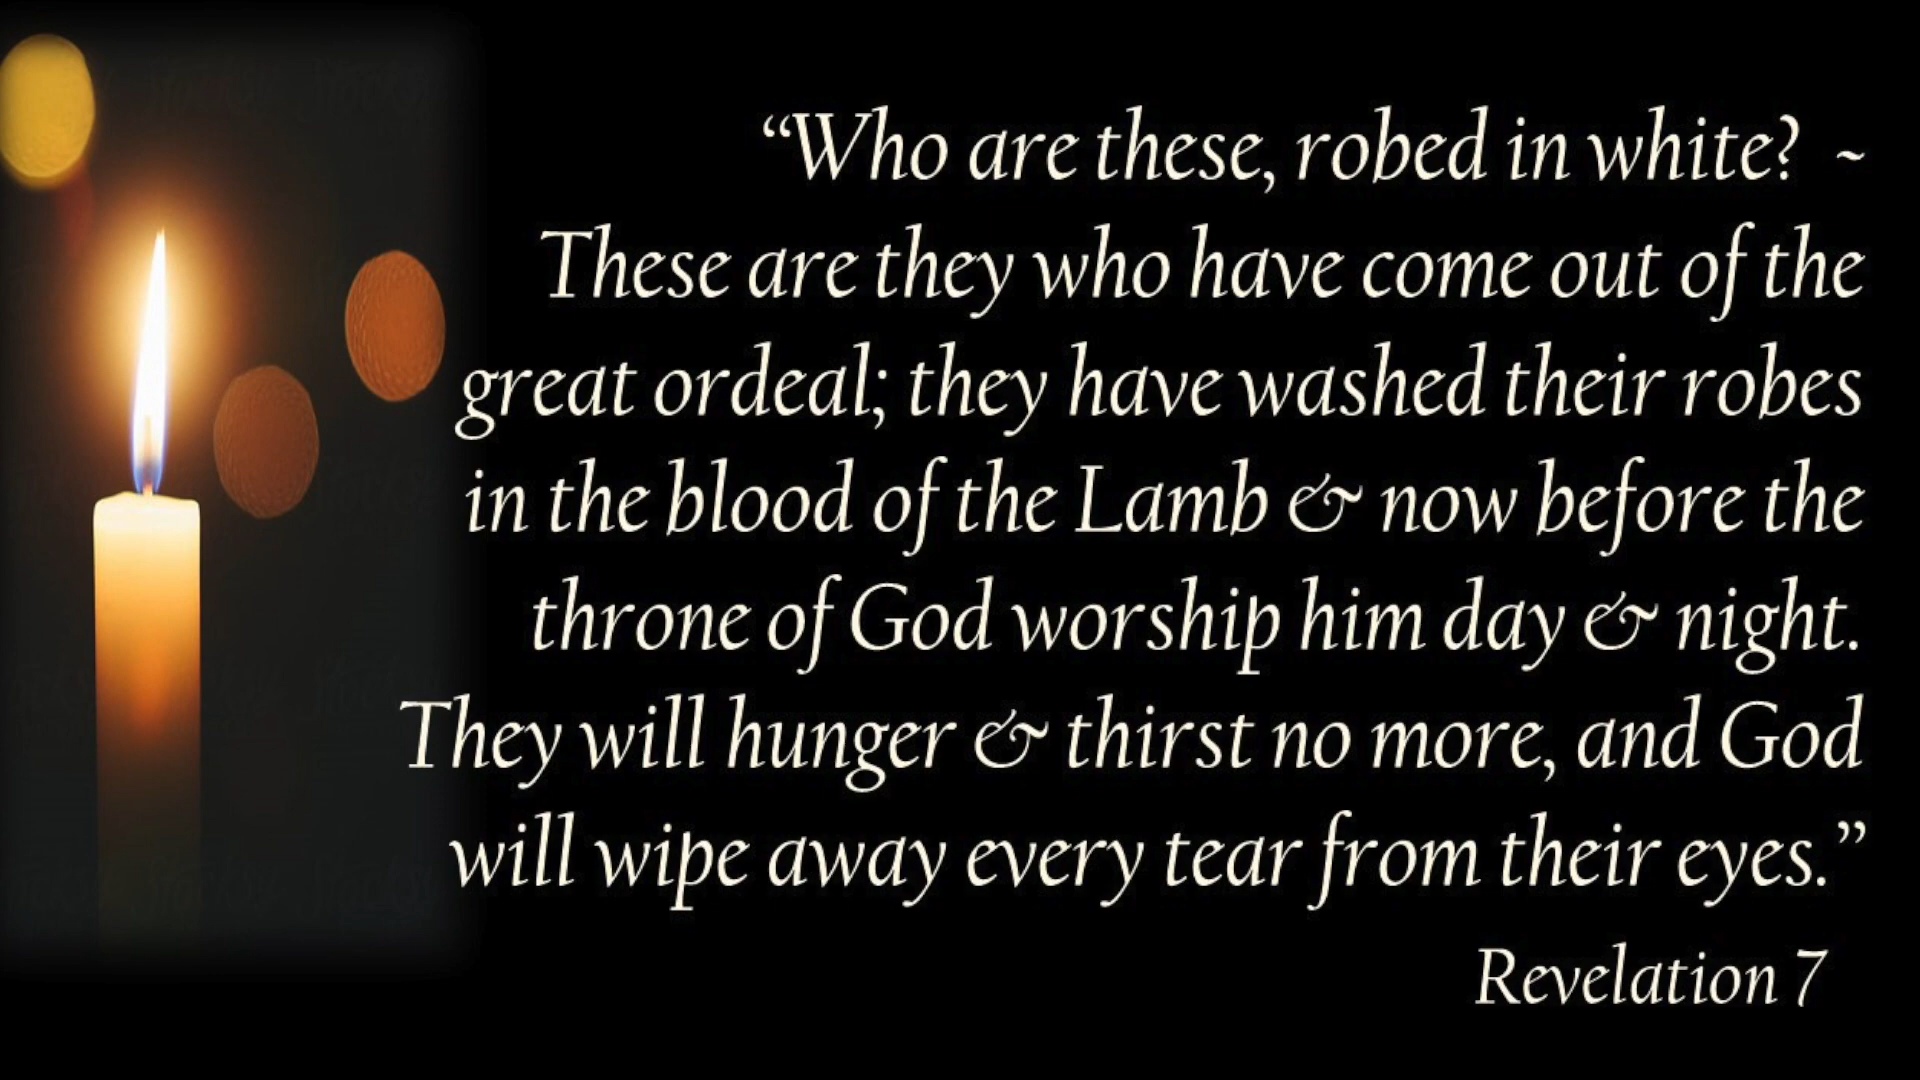 “Who are these, robed in white?  ~
These are they who have come out of the
great ordeal; they have washed their robes
in the blood of the Lamb & now before the
throne of God worship him day & night.
They will hunger & thirst no more, and God
will wipe away every tear from their eyes.”
Revelation 7